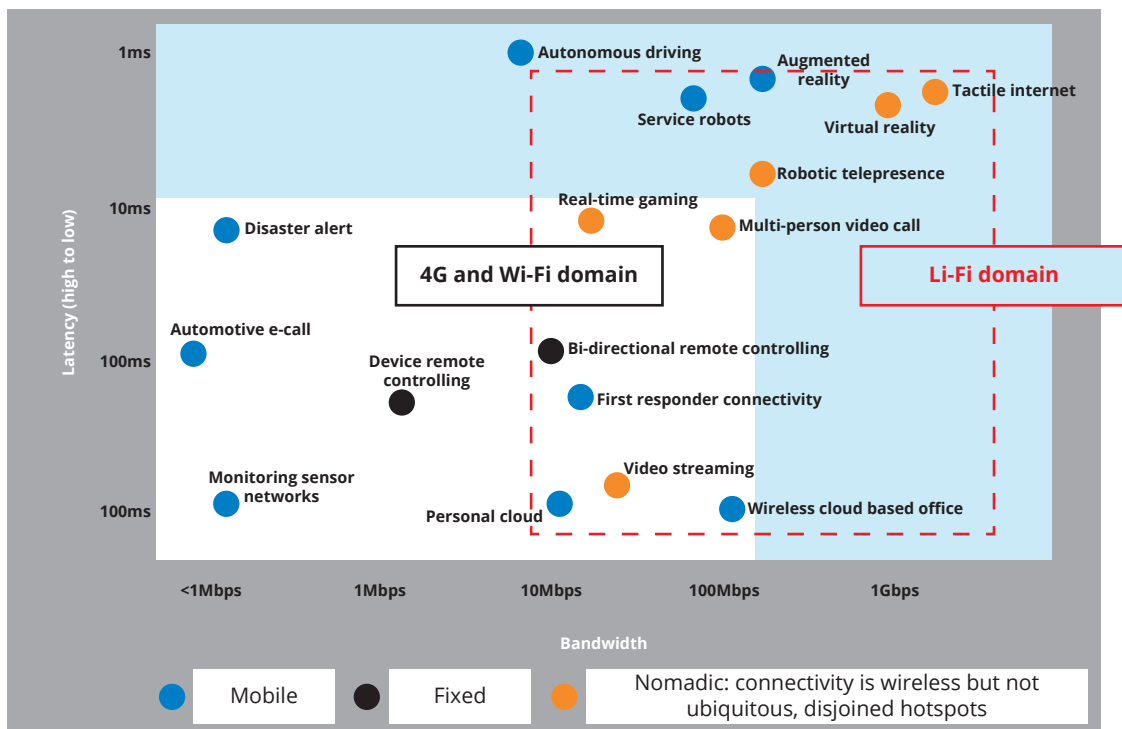 1ms
Autonomous driving
Augmented
reality
Tactile internet
Service robots
Virtual reality
Robotic telepresence
10ms
Real-time gaming
Disaster alert
Multi-person video call
4G and Wi-Fi domain
Li-Fi domain
Latency (high to low)
Automotive e-call
100ms
Device remote
controlling
Bi-directional remote controlling
First responder connectivity
Monitoring sensor
networks
Video streaming
100ms
Personal cloud
Wireless cloud based office
<1Mbps
1Mbps
10Mbps
100Mbps
1Gbps
Bandwidth
Mobile
Fixed
Nomadic: connectivity is wireless but not
ubiquitous, disjoined hotspots